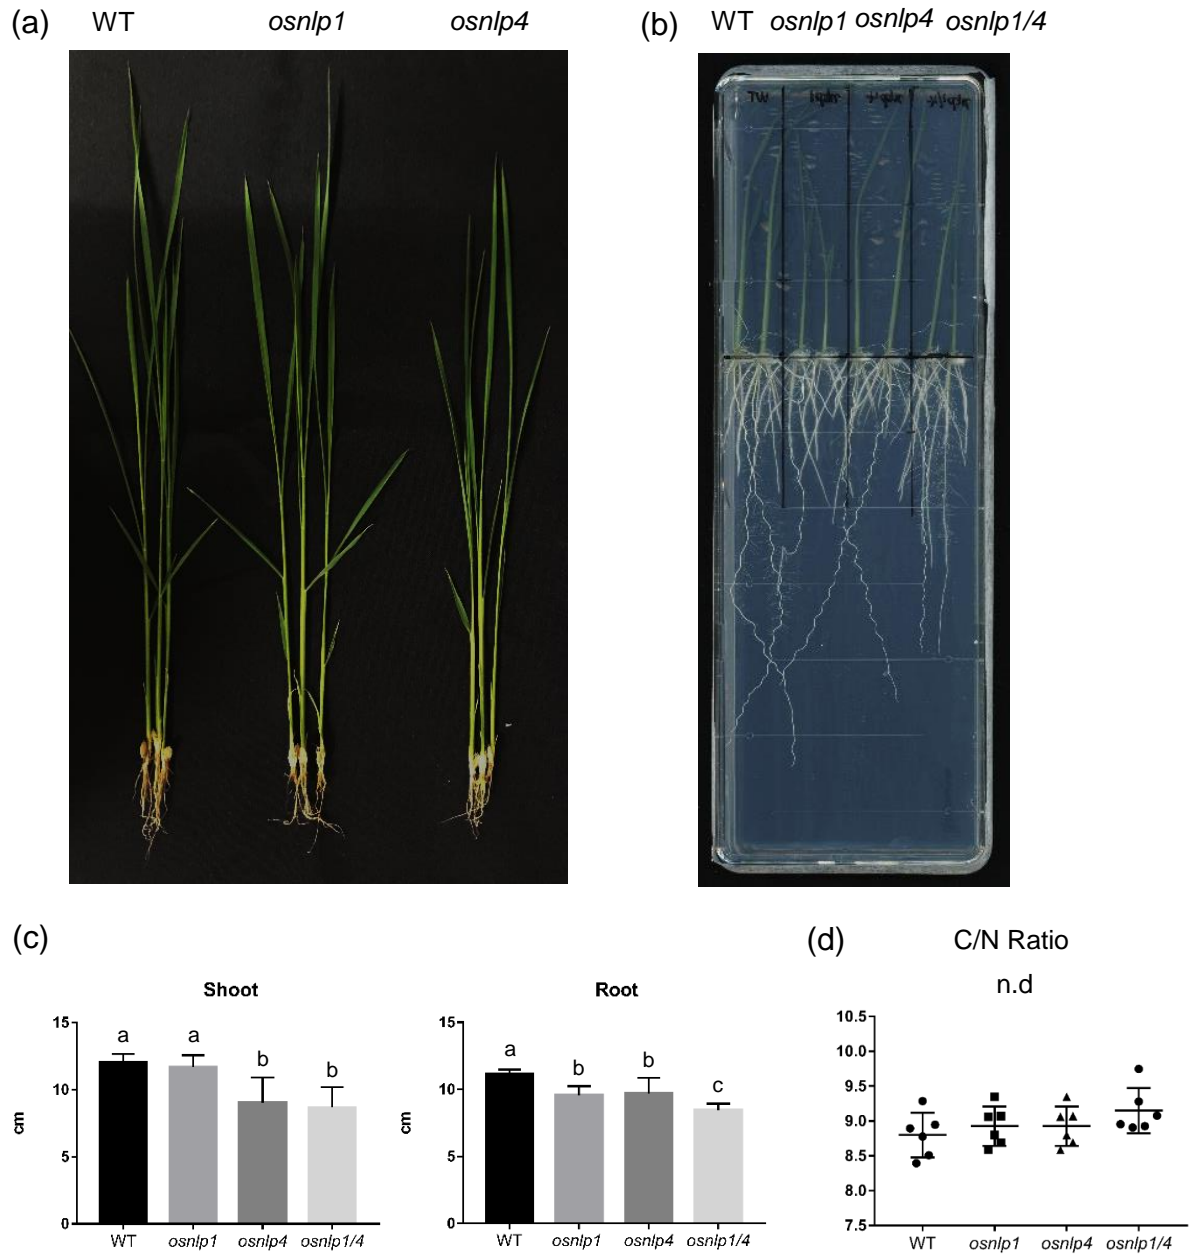 (a) WT osnlp1 osnlp4
(b) WT osnlp1 osnlp4 osnlp1/4
WT
(c)
Shoot
15
10
5
0
cm
a a b b
WT osnlp1 osnlp4 osnlp1/4
Root
15
10
5
0
cm
a b b c
WT osnlp1 osnlp4 osnlp1/4
(d) C/N Ratio
n.d
10.5
10.0
9.5
9.0
8.5
8.0
7.5
WT osnlp1 osnlp4 osnlp1/4